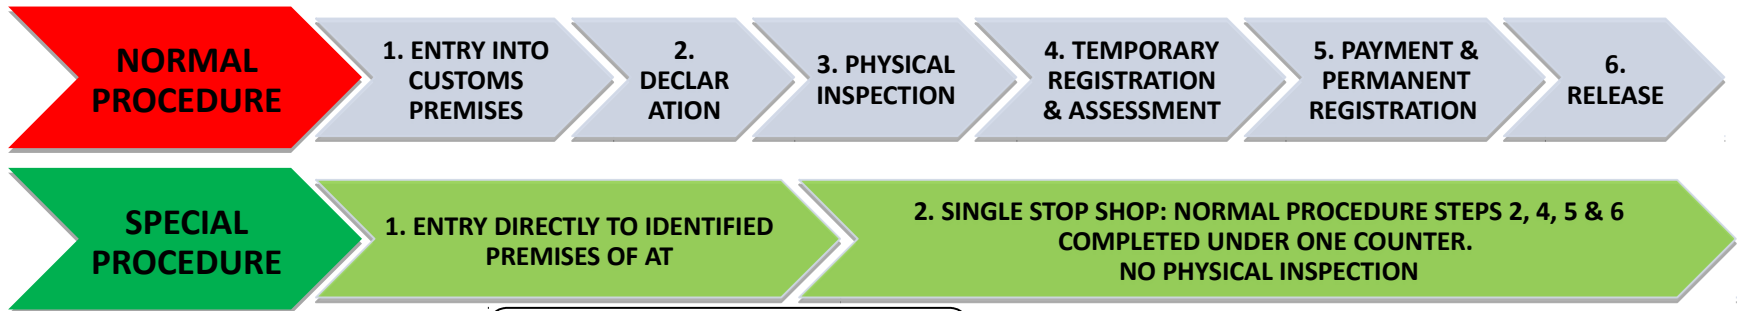 NORMAL
PROCEDURE
1. ENTRY INTO
CUSTOMS
PREMISES
2.
DECLAR
ATION
3. PHYSICAL
INSPECTION
4. TEMPORARY
REGISTRATION
& ASSESSMENT
5. PAYMENT &
PERMANENT
REGISTRATION
6.
RELEASE
SPECIAL
PROCEDURE
1. ENTRY DIRECTLY TO IDENTIFIED
PREMISES OF AT
2. SINGLE STOP SHOP: NORMAL PROCEDURE STEPS 2, 4, 5 & 6
COMPLETED UNDER ONE COUNTER.
NO PHYSICAL INSPECTION